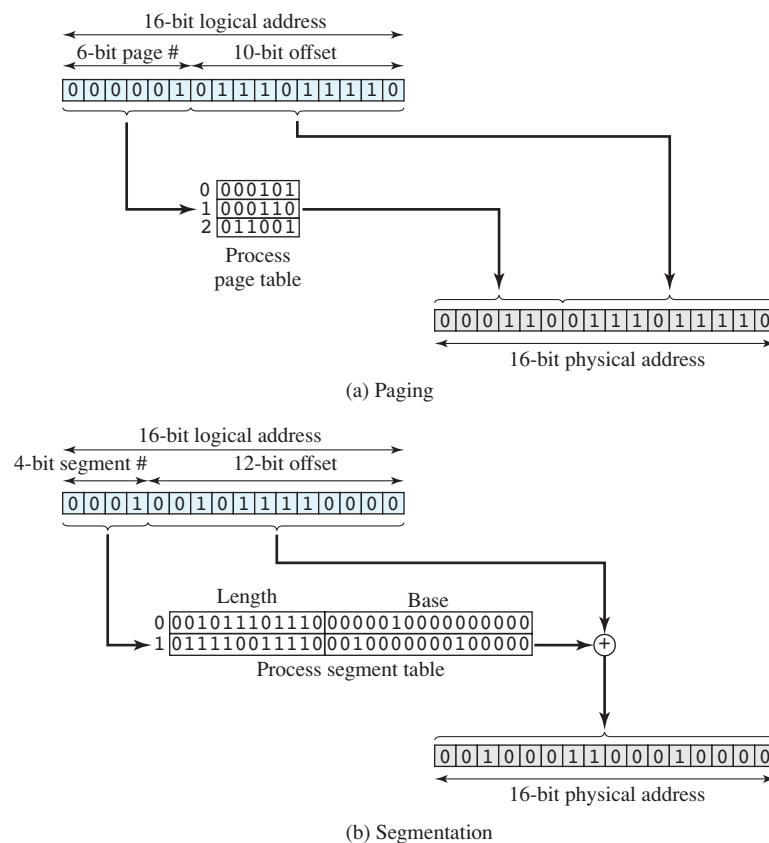 16-bit logical address
6-bit page # 10-bit offset
0 0 0 0 0 1 0 1 1 1 0 1 1 1 1 0
0 000101
1 000110
2 011001
Process
page table
0 0 0 1 1 0 0 1 1 1 0 1 1 1 1 0
16-bit physical address
(a) Paging
16-bit logical address
4-bit segment # 12-bit offset
0 0 0 1 0 0 1 0 1 1 1 1 0 0 0 0
Length Base
0 001011101110 0000010000000000
1 011110011110 0010000000100000
Process segment table
+
0 0 1 0 0 0 1 1 0 0 0 1 0 0 0 0
16-bit physical address
(b) Segmentation